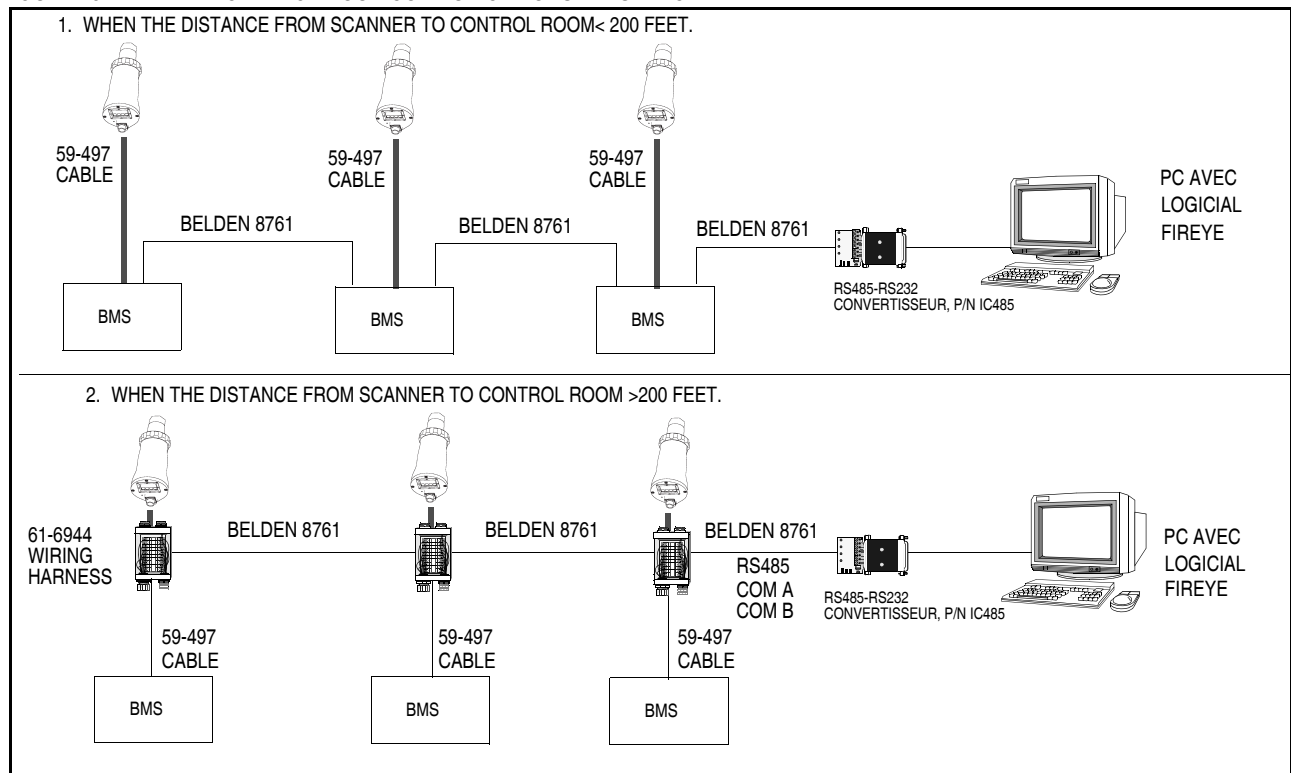 1. WHEN THE DISTANCE FROM SCANNER TO CONTROL ROOM< 200 FEET.
59-497
CABLE
59-497
CABLE
59-497
CABLE
BELDEN 8761
BELDEN 8761
BELDEN 8761
PC AVEC
LOGICIAL
FIREYE
RS485-RS232
CONVERTISSEUR, P/N IC485
BMS
BMS
BMS
2. WHEN THE DISTANCE FROM SCANNER TO CONTROL ROOM >200 FEET.
61-6944
WIRING
HARNESS
BELDEN 8761
BELDEN 8761
BELDEN 8761
RS485
COM A
COM B
RS485-RS232
CONVERTISSEUR, P/N IC485
PC AVEC
LOGICIAL
FIREYE
59-497
CABLE
59-497
CABLE
59-497
CABLE
BMS
BMS
BMS